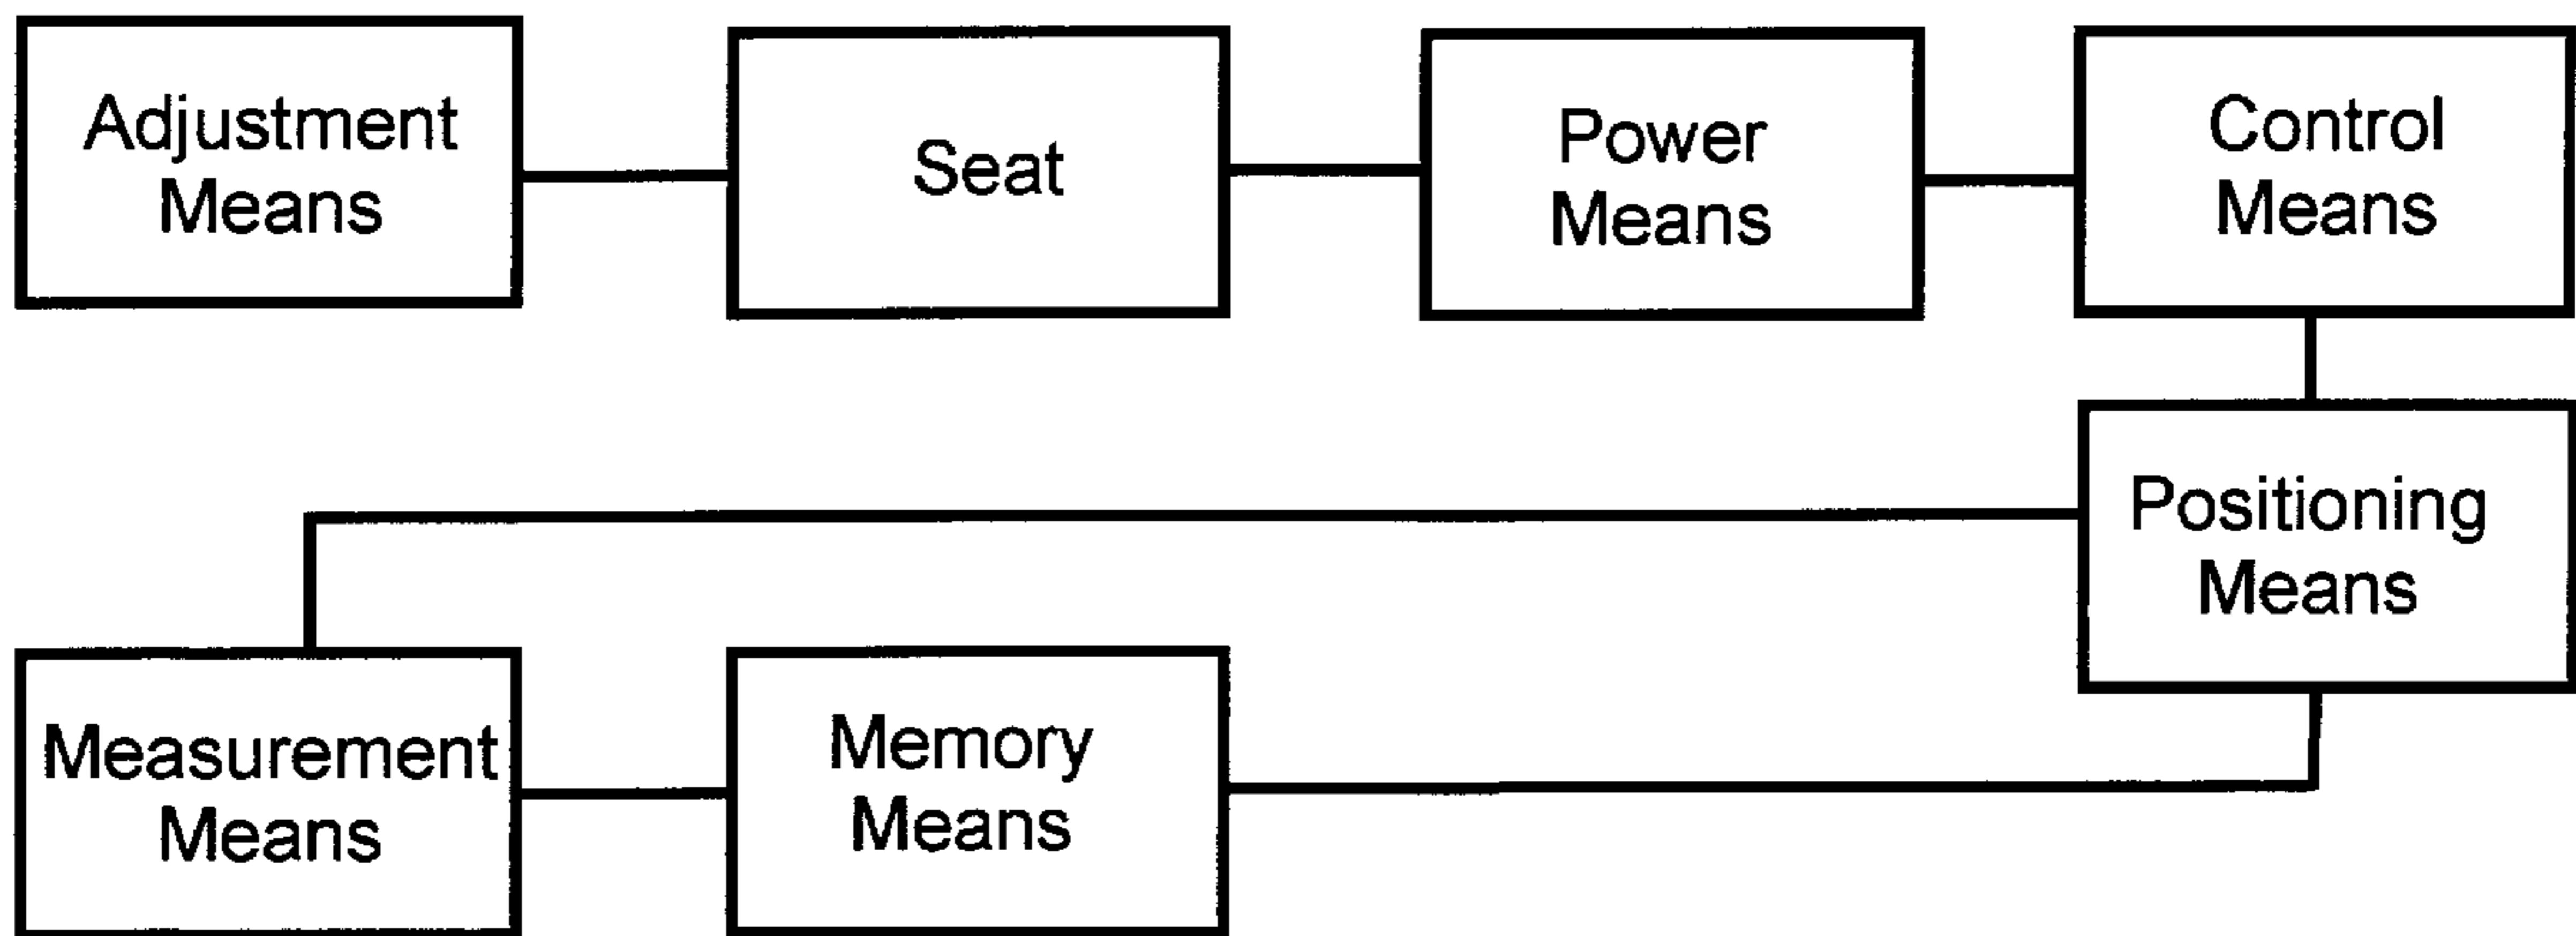 Adjustment
Means
Seat
Power
Means
Control
Means
Positioning
Means
Measurement
Means
Memory
Means